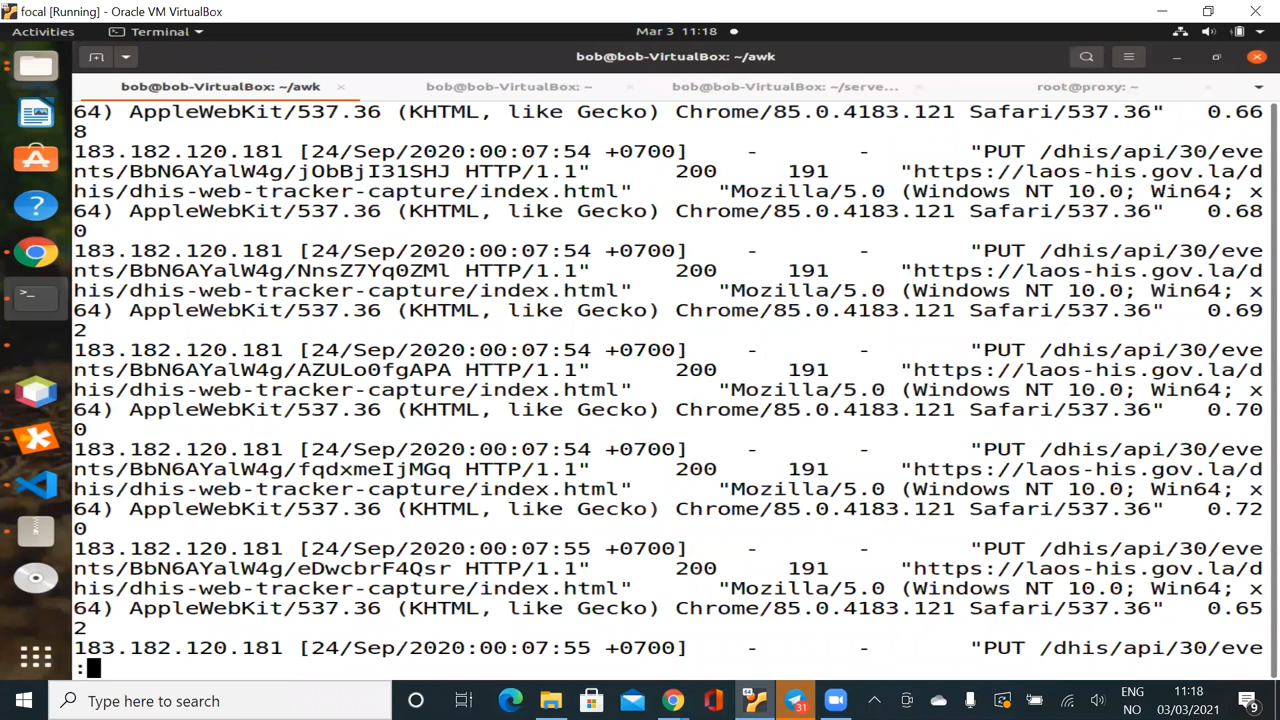 focal [Running] - Oracle VM VirtualBox
Activities Terminal Mar 3 11:18
bob@bob-VirtualBox: ~/awk
bob@bob-VirtualBox: ~/awk bob@bob-VirtualBox: ~ bob@bob-VirtualBox: ~/serve... root@proxy: ~
64) AppleWebKit/537.36 (KHTML, like Gecko) Chrome/85.0.4183.121 Safari/537.36" 0.66
8
183.182.120.181 [24/Sep/2020:00:07:54 +0700] - - "PUT /dhis/api/30/eve
nts/BbN6AYalW4g/jObBjI31SHJ HTTP/1.1" 200 191 "https://laos-his.gov.la/d
his/dhis-web-tracker-capture/index.html" "Mozilla/5.0 (Windows NT 10.0; Win64; x
64) AppleWebKit/537.36 (KHTML, like Gecko) Chrome/85.0.4183.121 Safari/537.36" 0.68
0
183.182.120.181 [24/Sep/2020:00:07:54 +0700] - - "PUT /dhis/api/30/eve
nts/BbN6AYalW4g/NnsZ7Yq0ZMl HTTP/1.1" 200 191 "https://laos-his.gov.la/d
his/dhis-web-tracker-capture/index.html" "Mozilla/5.0 (Windows NT 10.0; Win64; x
64) AppleWebKit/537.36 (KHTML, like Gecko) Chrome/85.0.4183.121 Safari/537.36" 0.69
2
183.182.120.181 [24/Sep/2020:00:07:54 +0700] - - "PUT /dhis/api/30/eve
nts/BbN6AYalW4g/AZULo0fgAPA HTTP/1.1" 200 191 "https://laos-his.gov.la/d
his/dhis-web-tracker-capture/index.html" "Mozilla/5.0 (Windows NT 10.0; Win64; x
64) AppleWebKit/537.36 (KHTML, like Gecko) Chrome/85.0.4183.121 Safari/537.36" 0.70
0
183.182.120.181 [24/Sep/2020:00:07:54 +0700] - - "PUT /dhis/api/30/eve
nts/BbN6AYalW4g/fqdxmeIjMGq HTTP/1.1" 200 191 "https://laos-his.gov.la/d
his/dhis-web-tracker-capture/index.html" "Mozilla/5.0 (Windows NT 10.0; Win64; x
64) AppleWebKit/537.36 (KHTML, like Gecko) Chrome/85.0.4183.121 Safari/537.36" 0.72
0
183.182.120.181 [24/Sep/2020:00:07:55 +0700] - - "PUT /dhis/api/30/eve
nts/BbN6AYalW4g/eDwcbrF4Qsr HTTP/1.1" 200 191 "https://laos-his.gov.la/d
his/dhis-web-tracker-capture/index.html" "Mozilla/5.0 (Windows NT 10.0; Win64; x
64) AppleWebKit/537.36 (KHTML, like Gecko) Chrome/85.0.4183.121 Safari/537.36" 0.65
2
183.182.120.181 [24/Sep/2020:00:07:55 +0700] - - "PUT /dhis/api/30/eve
:
Type here to search 31 ENG 11:18
NO 03/03/2021 9